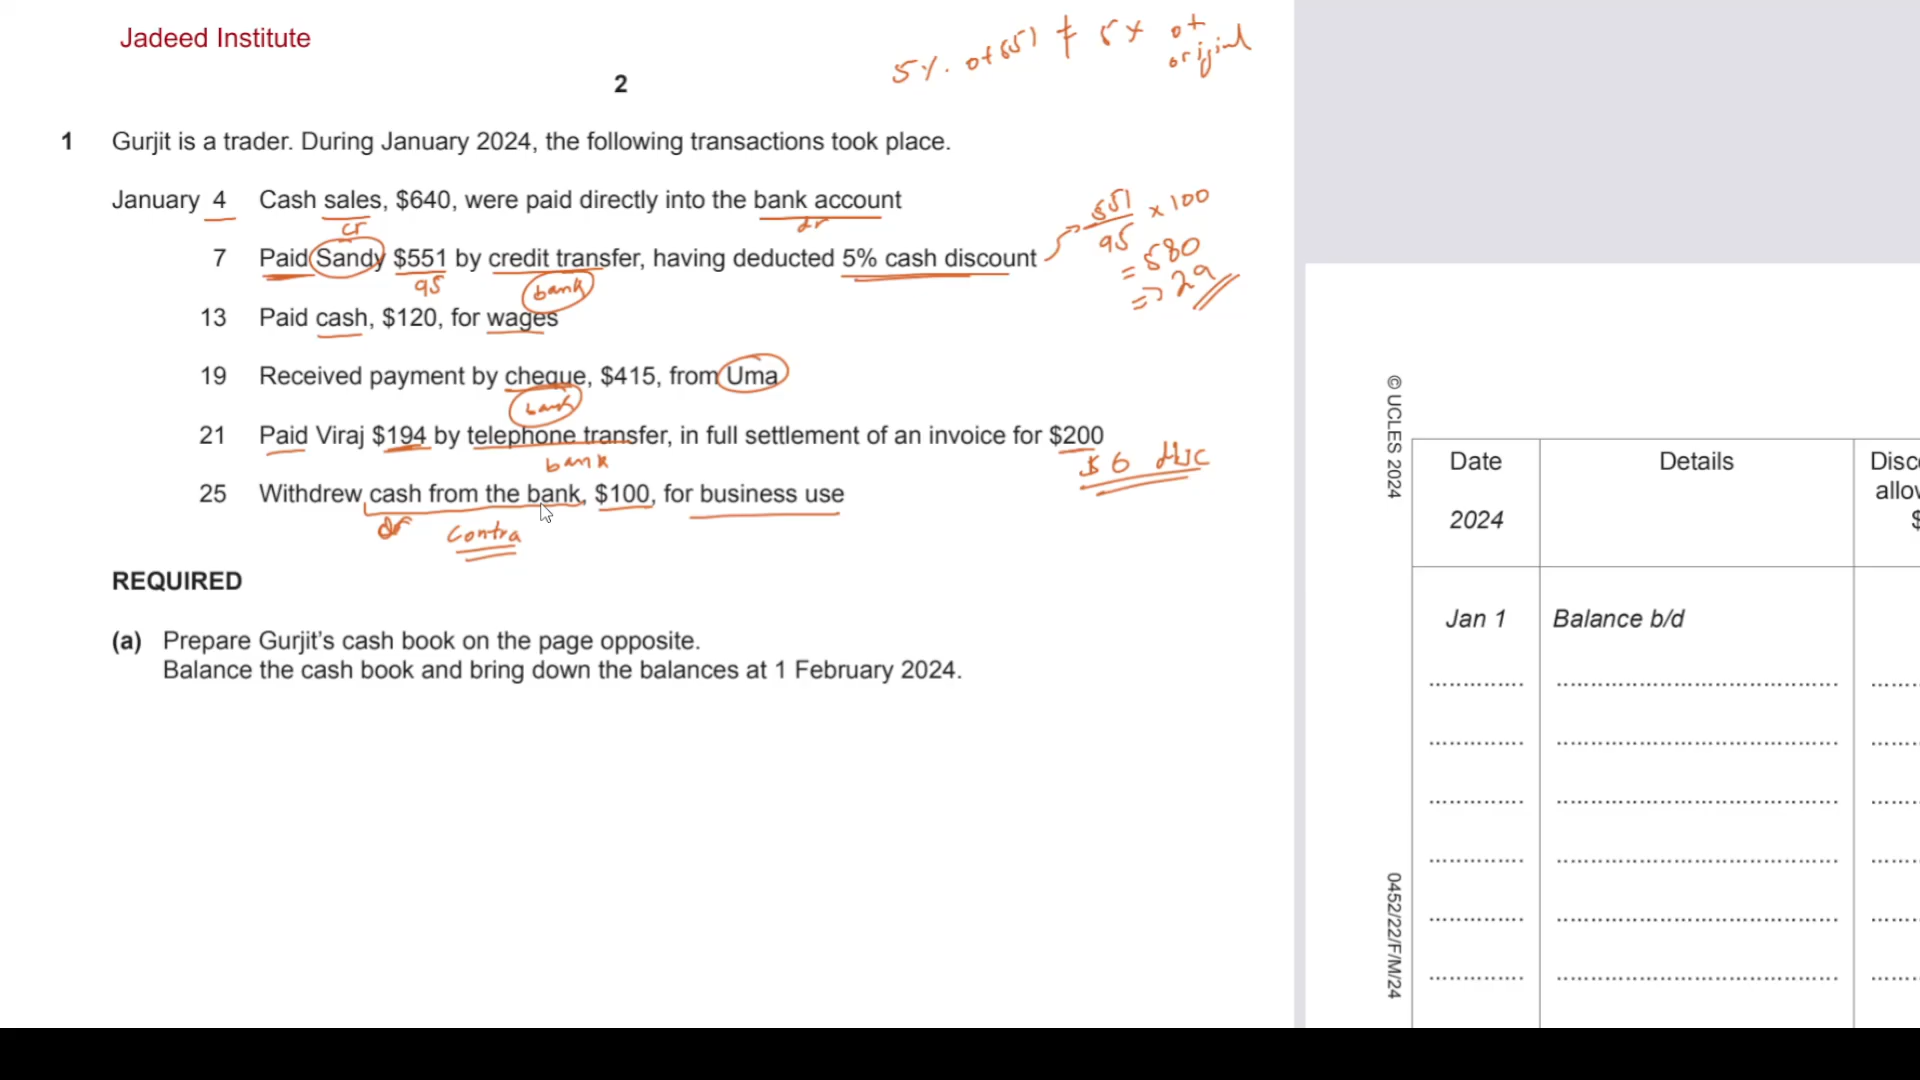 Jadeed Institute
5%. of 551 ≠ 5% of
original
2
1 Gurjit is a trader. During January 2024, the following transactions took place.
January 4 Cash sales, $640, were paid directly into the bank account
cr
dr
7 Paid Sandy $551 by credit transfer, having deducted 5% cash discount
95
bank
551 × 100
95
= 580
=> 29
13 Paid cash, $120, for wages
19 Received payment by cheque, $415, from Uma
bank
21 Paid Viraj $194 by telephone transfer, in full settlement of an invoice for $200
bank
$6 disc
25 Withdrew cash from the bank, $100, for business use
dr
contra
REQUIRED
(a) Prepare Gurjit's cash book on the page opposite.
Balance the cash book and bring down the balances at 1 February 2024.
© UCLES 2024
0452/22/F/M/24
Date Details Disc
allow
2024 $
Jan 1 Balance b/d